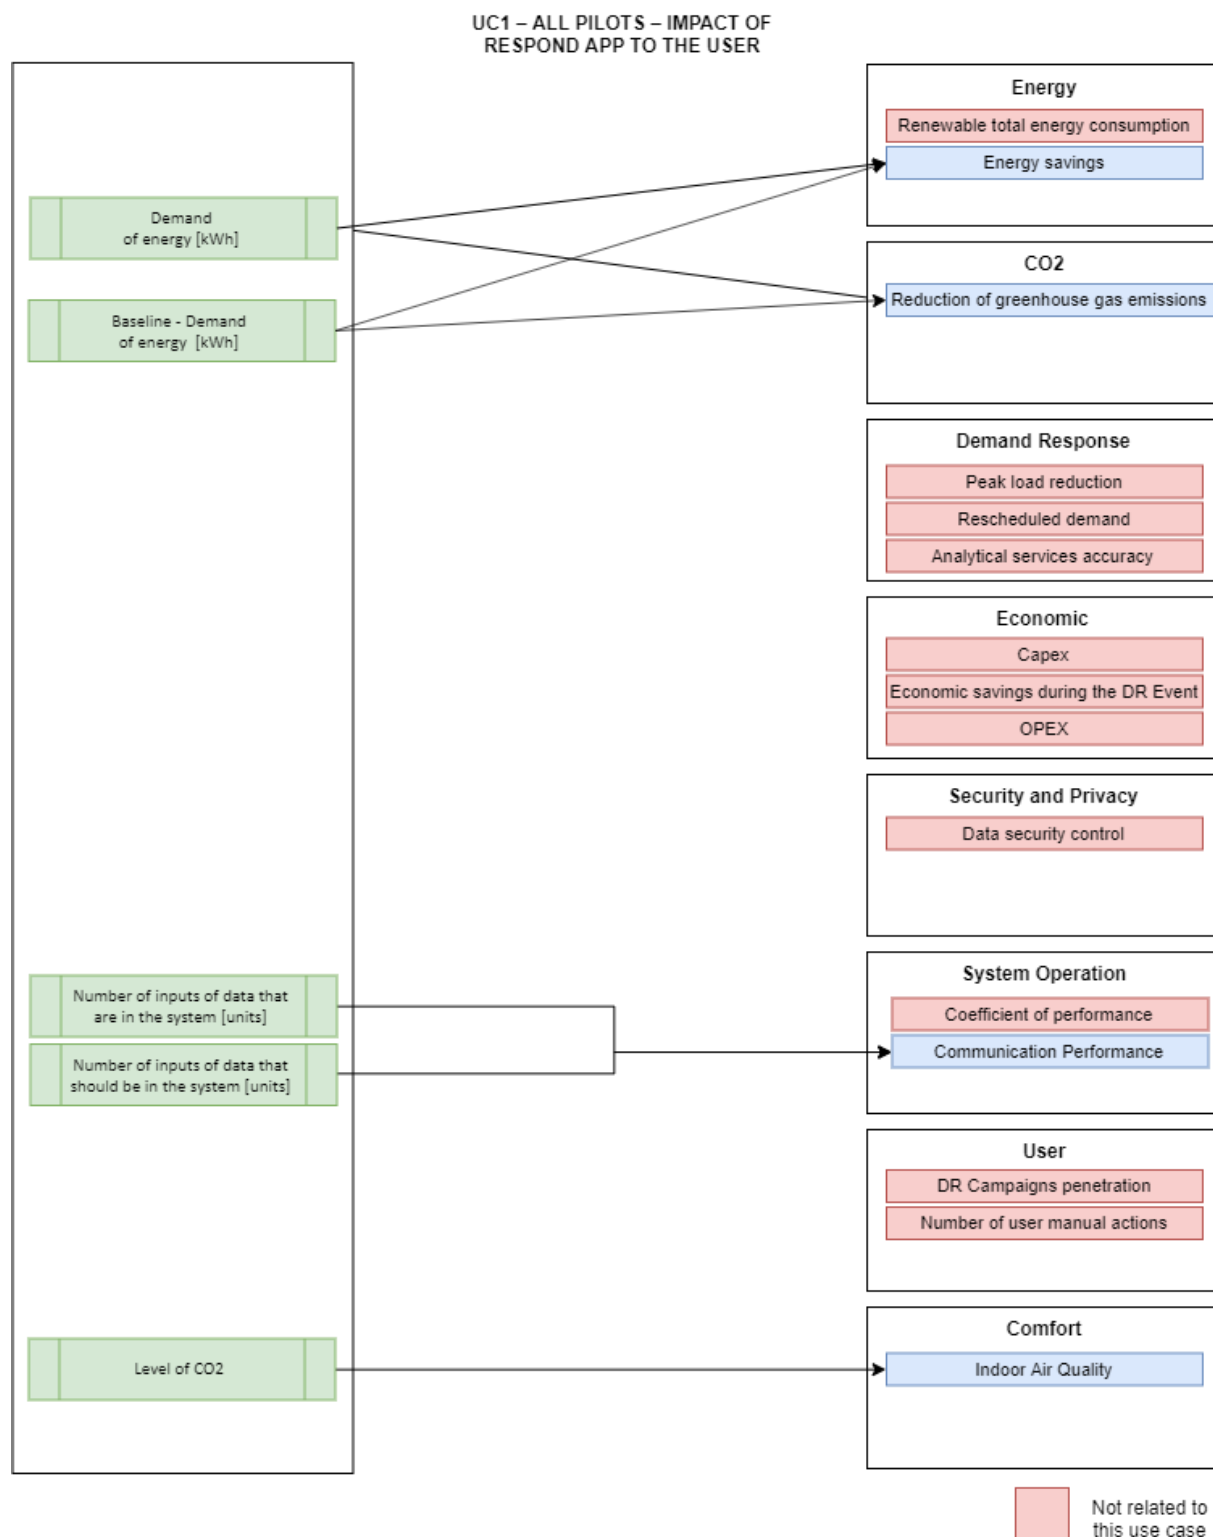 UC1 – ALL PILOTS – IMPACT OF
RESPOND APP TO THE USER
Demand
of energy [kWh]
Baseline - Demand
of energy [kWh]
Number of inputs of data that
are in the system [units]
Number of inputs of data that
should be in the system [units]
Level of CO2
Energy
Renewable total energy consumption
Energy savings
CO2
Reduction of greenhouse gas emissions
Demand Response
Peak load reduction
Rescheduled demand
Analytical services accuracy
Economic
Capex
Economic savings during the DR Event
OPEX
Security and Privacy
Data security control
System Operation
Coefficient of performance
Communication Performance
User
DR Campaigns penetration
Number of user manual actions
Comfort
Indoor Air Quality
Not related to
this use case